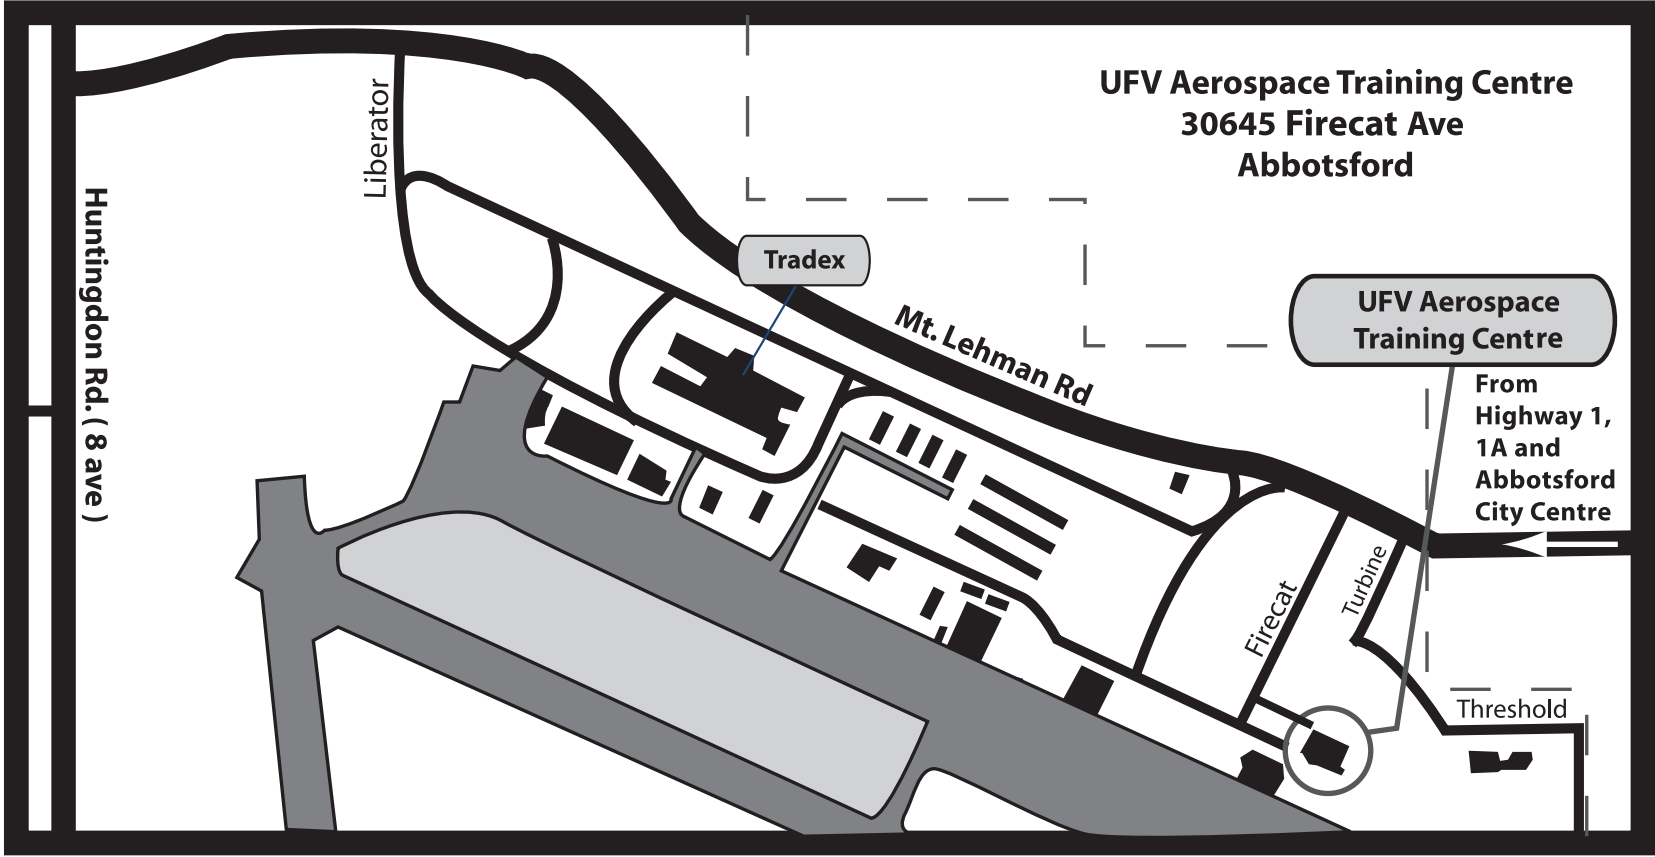 UFV Aerospace Training Centre
30645 Firecat Ave
Abbotsford
Liberator
Huntingdon Rd. ( 8 ave )
Tradex
Mt. Lehman Rd
UFV Aerospace
Training Centre
From
Highway 1,
1A and
Abbotsford
City Centre
Turbine
Firecat
Threshold